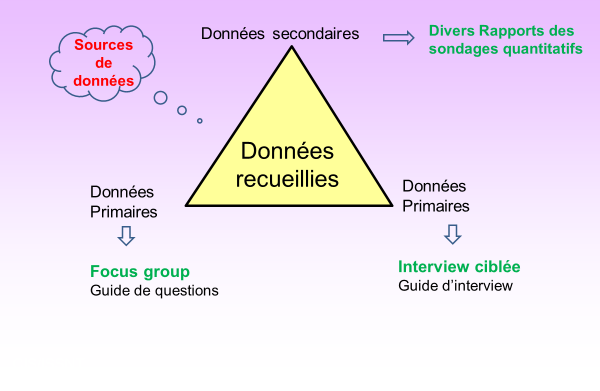 Sources
de
données
Données secondaires
Divers Rapports des
sondages quantitatifs
Données
recueillies
Données
Primaires
Focus group
Guide de questions
Données
Primaires
Interview ciblée
Guide d'interview